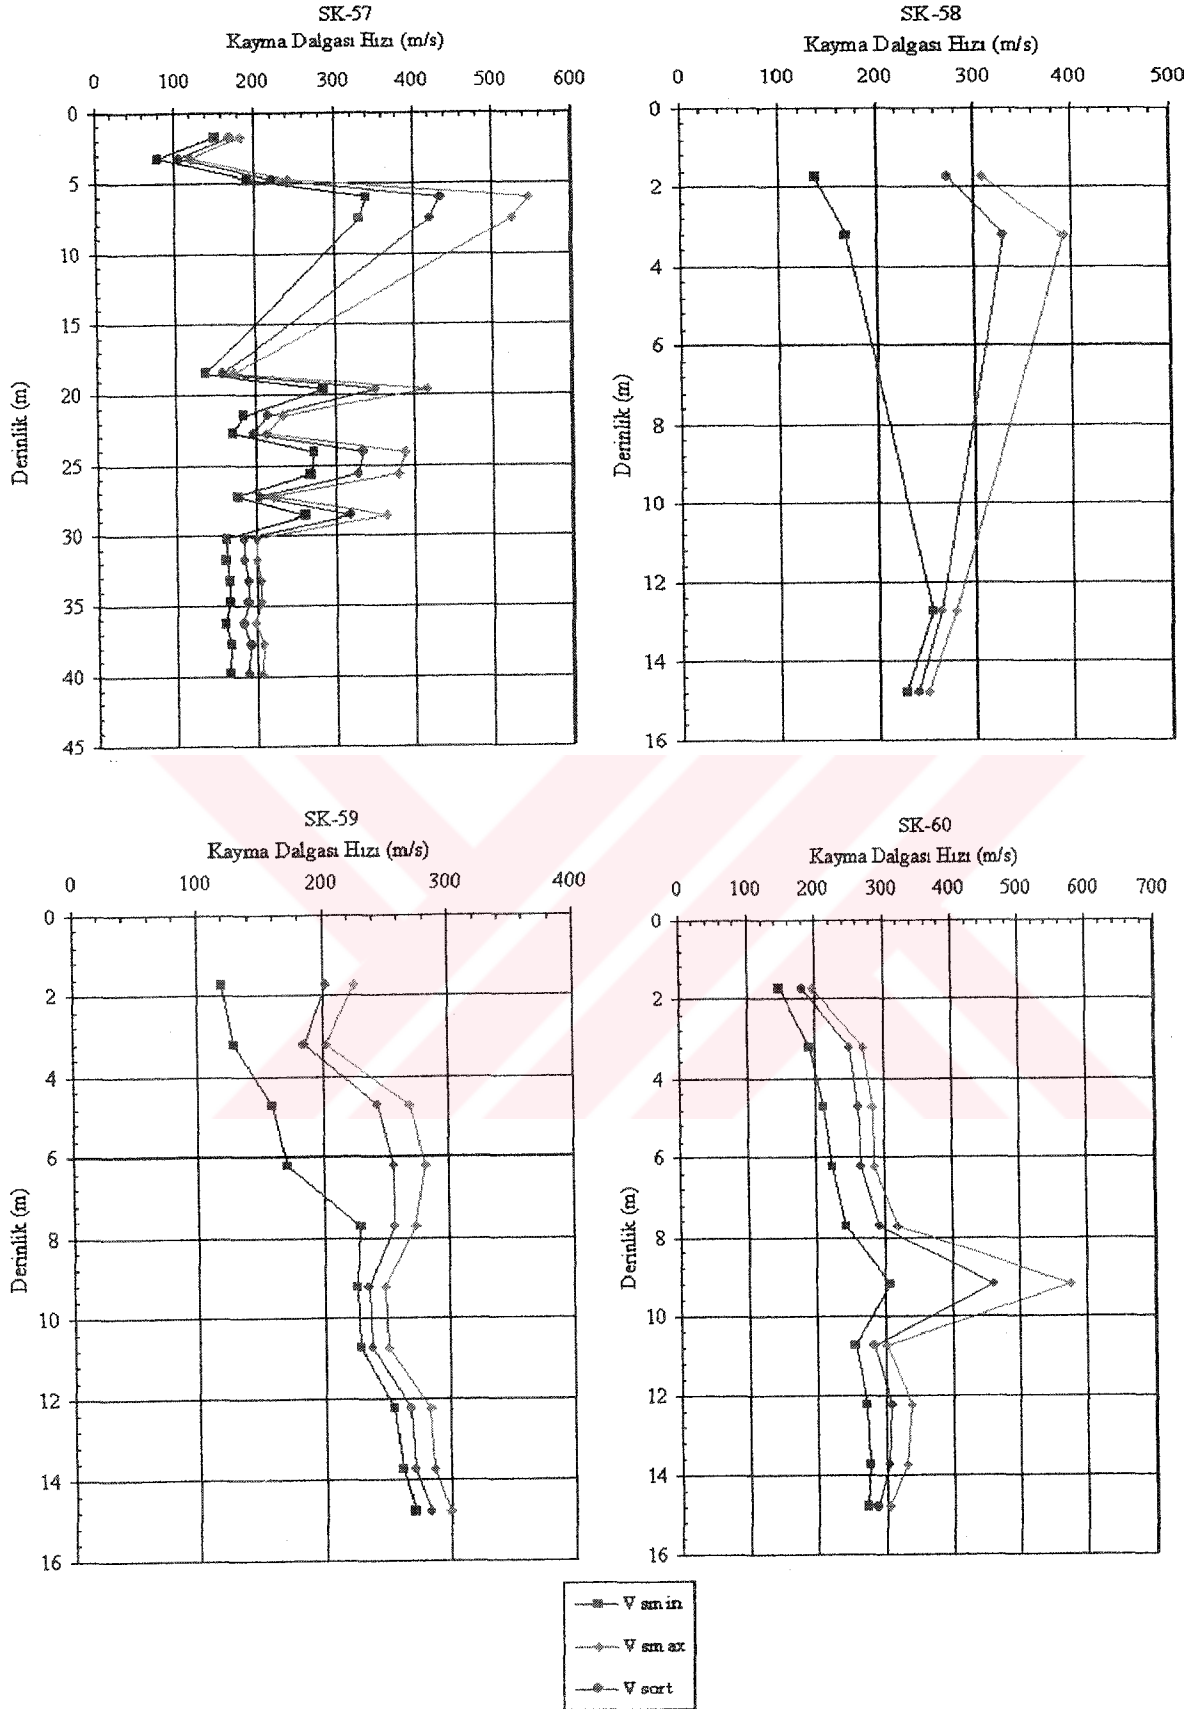 SK-57
Kayma Dalgası Hızı (m/s)
0 100 200 300 400 500 600
0
5
10
15
20
25
30
35
40
45
Derinlik (m)
SK-58
Kayma Dalgası Hızı (m/s)
0 100 200 300 400 500
0
2
4
6
8
10
12
14
16
Derinlik (m)
SK-59
Kayma Dalgası Hızı (m/s)
0 100 200 300 400
0
2
4
6
8
10
12
14
16
Derinlik (m)
SK-60
Kayma Dalgası Hızı (m/s)
0 100 200 300 400 500 600 700
0
2
4
6
8
10
12
14
16
Derinlik (m)
V smin
V smax
V sort